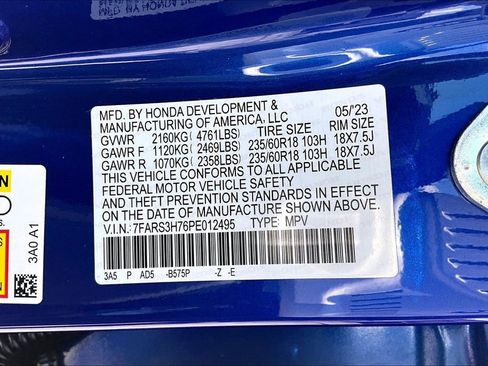 MFD. BY HONDA DEVELOPMENT &
MANUFACTURING OF AMERICA, LLC 05/'23
GVWR 2160KG ( 4761LBS) TIRE SIZE RIM SIZE
GAWR F 1120KG ( 2469LBS) 235/60R18 103H 18X7.5J
GAWR R 1070KG ( 2358LBS) 235/60R18 103H 18X7.5J
THIS VEHICLE CONFORMS TO ALL APPLICABLE
FEDERAL MOTOR VEHICLE SAFETY
AND THEFT PREVENTION STANDARDS IN EFFECT
ON THE DATE OF MANUFACTURE SHOWN ABOVE.
V.I.N.: 7FARS3H76PE012495 TYPE: MPV
3A5 P AD5 -B575P -Z -E
3A0 A1